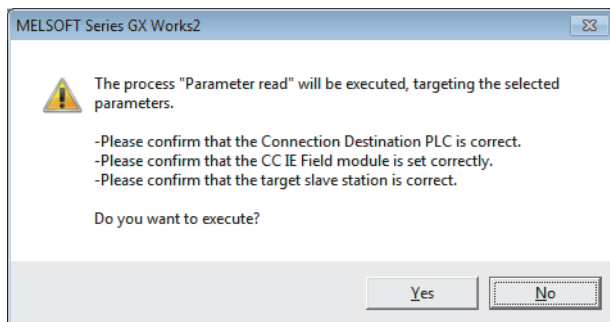 MELSOFT Series GX Works2
The process "Parameter read" will be executed, targeting the selected
parameters.
-Please confirm that the Connection Destination PLC is correct.
-Please confirm that the CC IE Field module is set correctly.
-Please confirm that the target slave station is correct.
Do you want to execute?
Yes
No